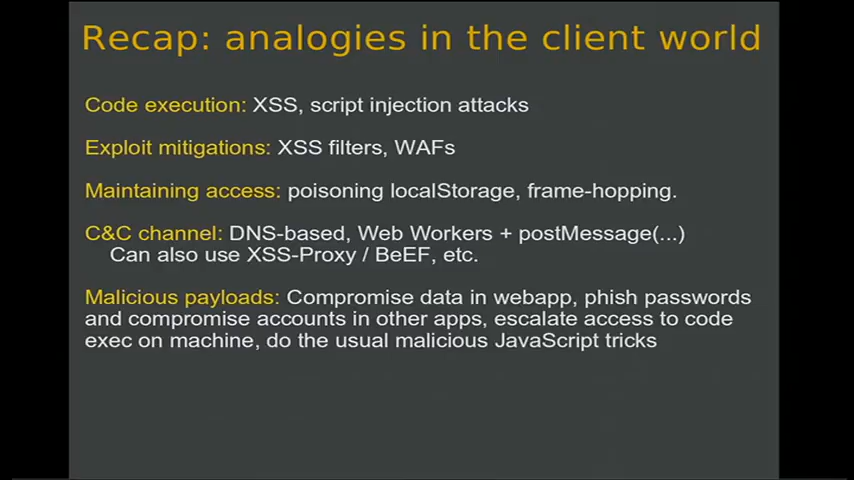 Recap: analogies in the client world
Code execution: XSS, script injection attacks
Exploit mitigations: XSS filters, WAFs
Maintaining access: poisoning localStorage, frame-hopping.
C&C channel: DNS-based, Web Workers + postMessage(...)
Can also use XSS-Proxy / BeEF, etc.
Malicious payloads: Compromise data in webapp, phish passwords
and compromise accounts in other apps, escalate access to code
exec on machine, do the usual malicious JavaScript tricks